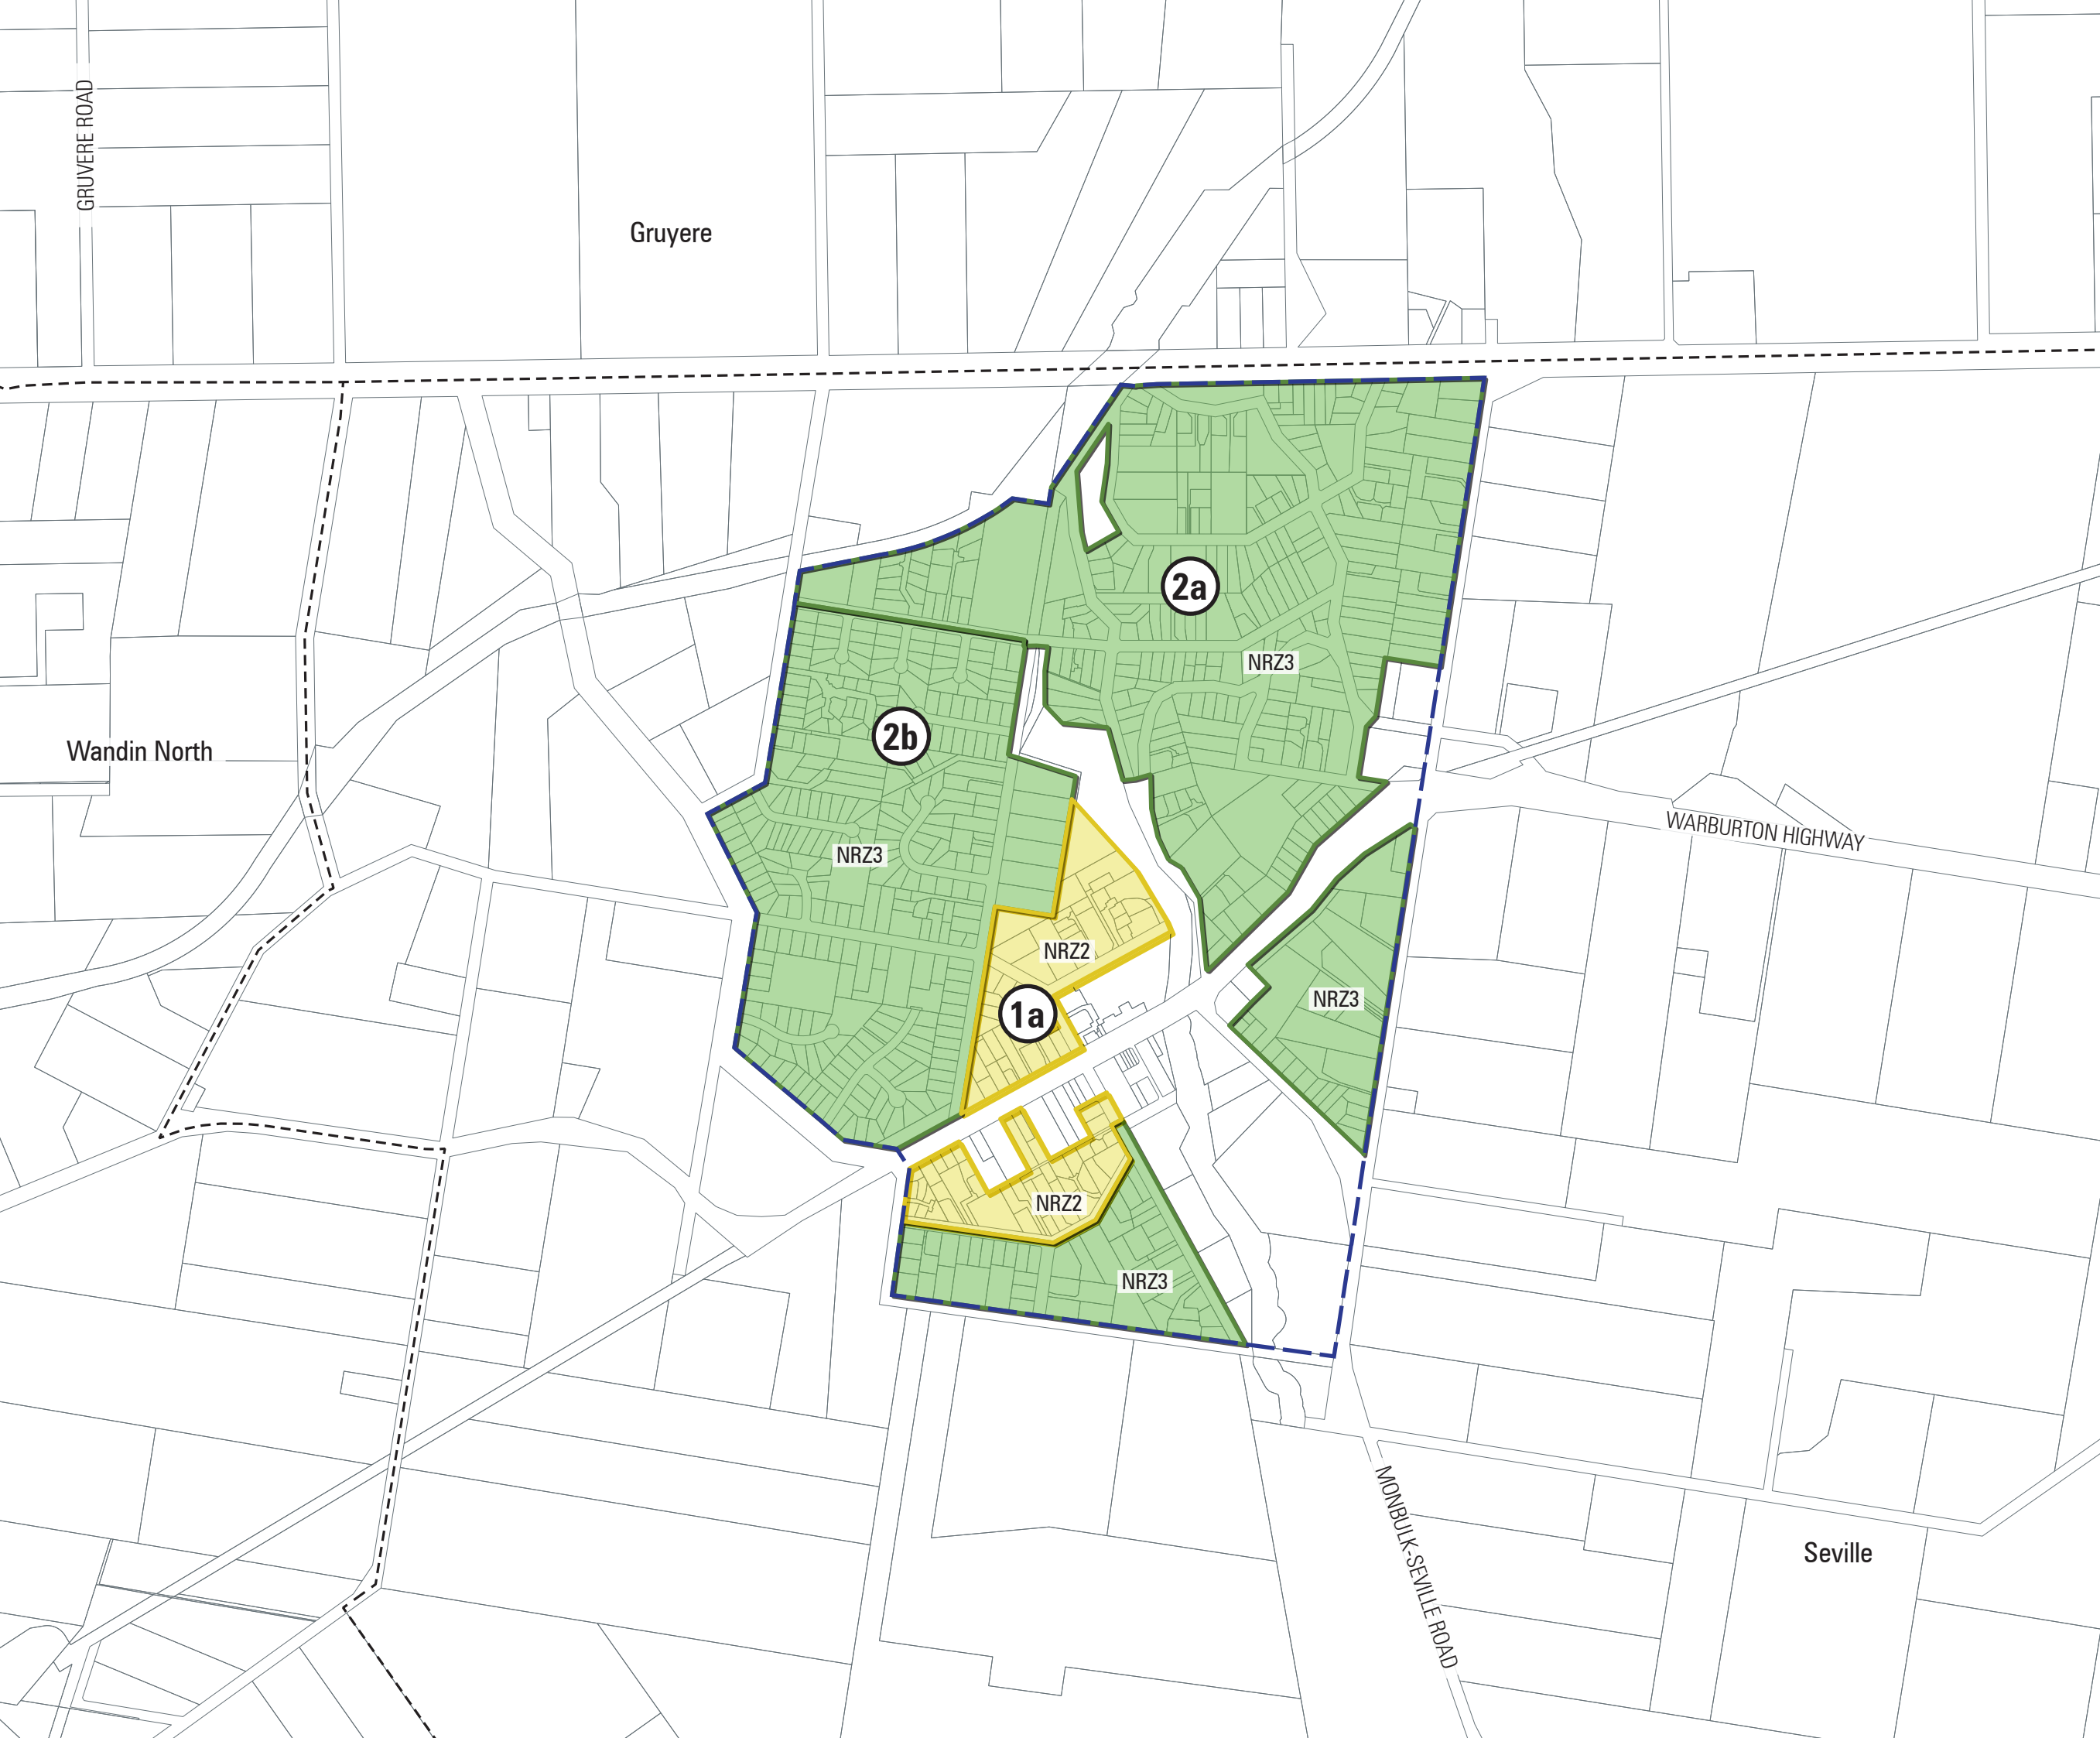 GRUYERE ROAD
Gruyere
2a
NRZ3
2b
Wandin North
WARBURTON HIGHWAY
NRZ3
NRZ2
NRZ3
1a
NRZ2
NRZ3
MONBULK-SEVILLE ROAD
Seville